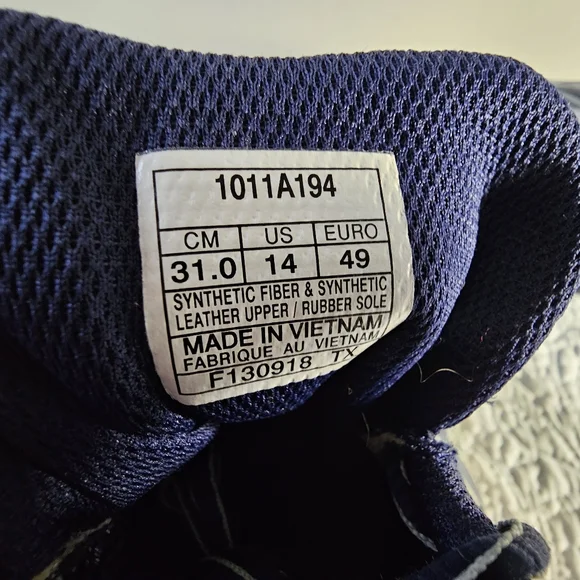 1011A194
CM US EURO
31.0 14 49
SYNTHETIC FIBER & SYNTHETIC
LEATHER UPPER / RUBBER SOLE
MADE IN VIETNAM
FABRIQUE AU VIETNAM
F130918 TX